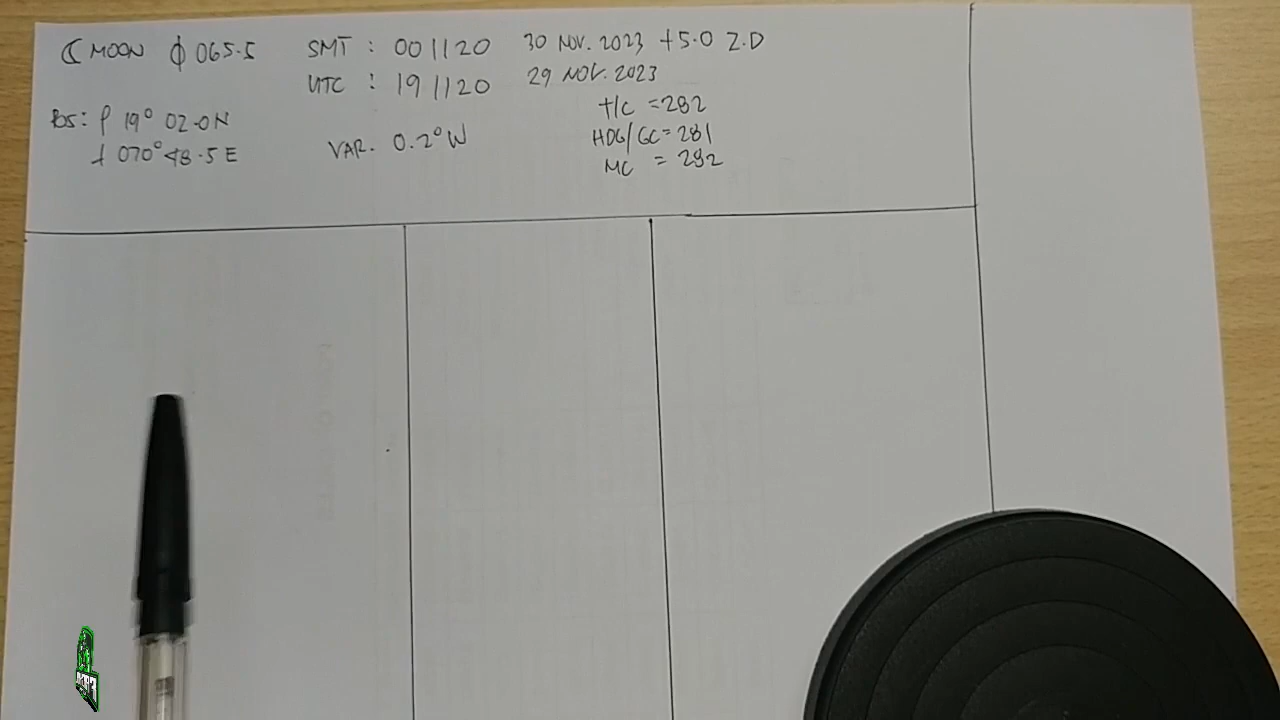 ☾ MOON ϕ 065.5 SMT : 001120 30 NOV. 2023 +5.0 Z.D
UTC : 191120 29 NOV. 2023
POS: φ 19° 02.0N
λ 070° 48.5 E
VAR. 0.2° W
T/C = 282
HDG/GC = 281
MC = 282